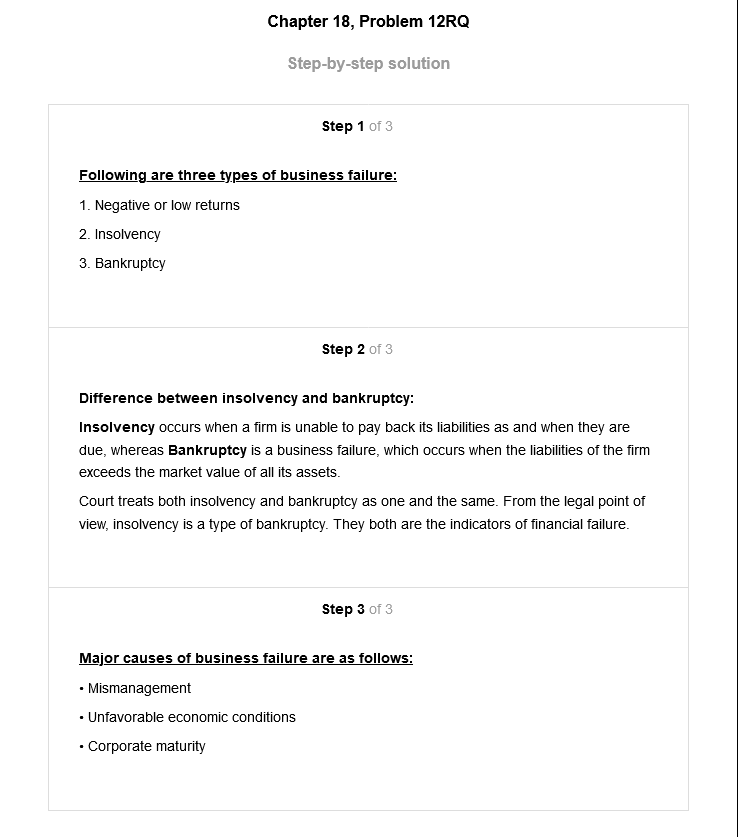 Chapter 18, Problem 12RQ
Step-by-step solution
Step 1 of 3
Following are three types of business failure:
1. Negative or low returns
2. Insolvency
3. Bankruptcy
Step 2 of 3
Difference between insolvency and bankruptcy:
Insolvency occurs when a firm is unable to pay back its liabilities as and when they are
due, whereas Bankruptcy is a business failure, which occurs when the liabilities of the firm
exceeds the market value of all its assets.
Court treats both insolvency and bankruptcy as one and the same. From the legal point of
view, insolvency is a type of bankruptcy. They both are the indicators of financial failure.
Step 3 of 3
Major causes of business failure are as follows:
• Mismanagement
• Unfavorable economic conditions
• Corporate maturity